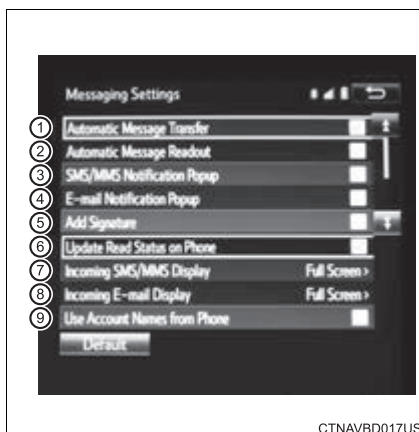 Messaging Settings
① Automatic Message Transfer
② Automatic Message Readout
③ SMS/MMS Notification Popup
④ E-mail Notification Popup
⑤ Add Signature
⑥ Update Read Status on Phone
⑦ Incoming SMS/MMS Display Full Screen >
⑧ Incoming E-mail Display Full Screen >
⑨ Use Account Names from Phone
Default
CTNAVBD017US